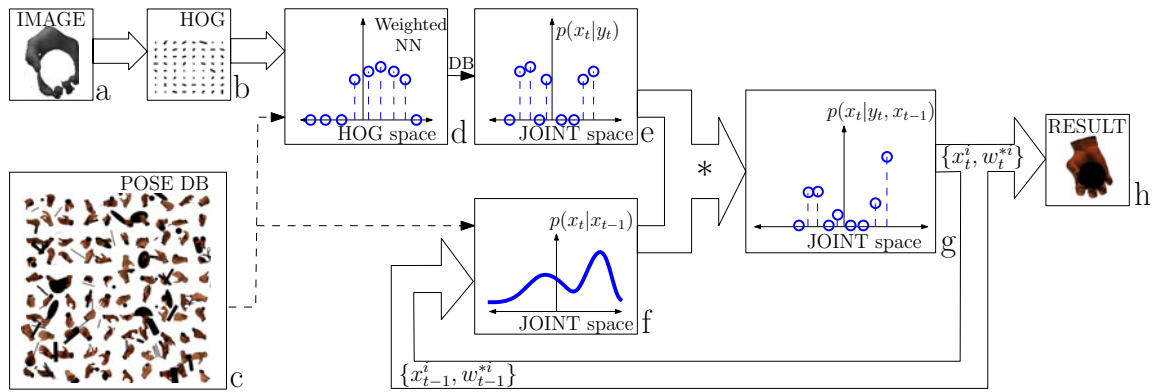 IMAGE
a
HOG
b
POSE DB
c
Weighted
NN
HOG space
d
DB
p(x_t|y_t)
JOINT space
e
p(x_t|x_{t-1})
JOINT space
f
*
p(x_t|y_t, x_{t-1})
JOINT space
g
{x_t^i, w_t^{*i}}
{x_{t-1}^i, w_{t-1}^{*i}}
RESULT
h